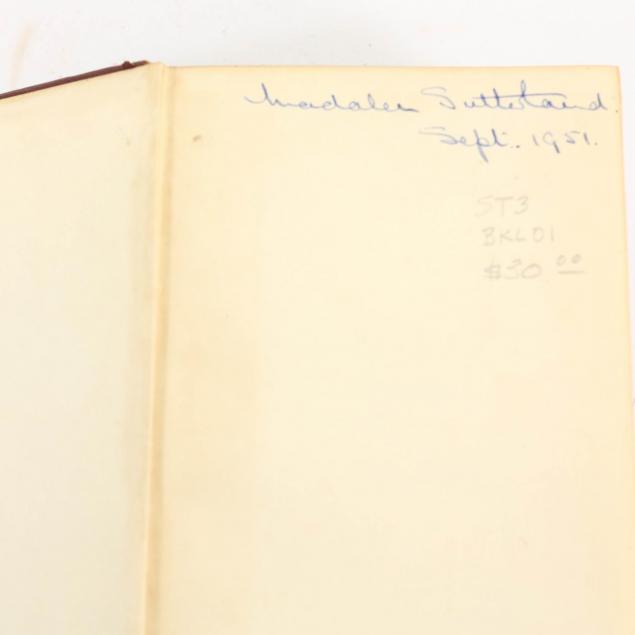 Madalen Sutherland.
Sept. 1951.
ST3
BKL01
$30.00